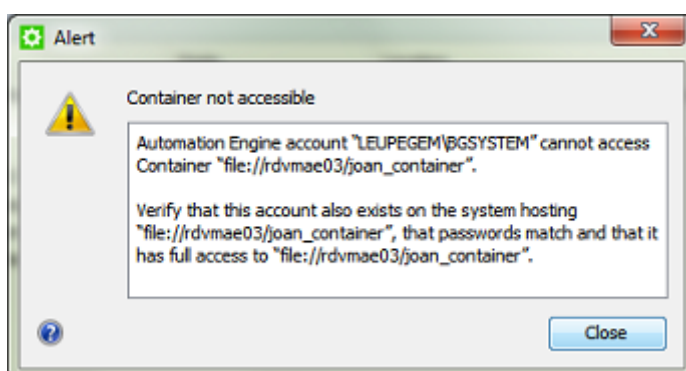 Alert
Container not accessible
Automation Engine account "LEUPEGEM\BGSYSTEM" cannot access
Container "file://rdvmae03/joan_container".
Verify that this account also exists on the system hosting
"file://rdvmae03/joan_container", that passwords match and that it
has full access to "file://rdvmae03/joan_container".
Close